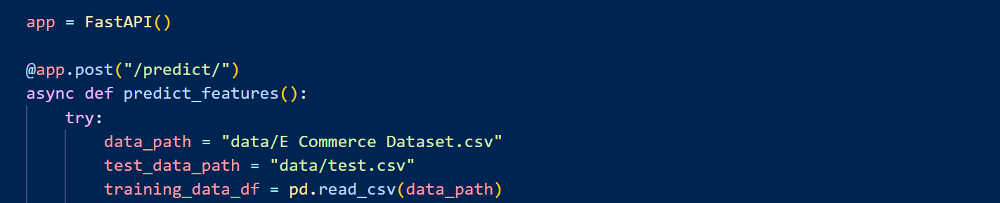 app = FastAPI()
@app.post("/predict/")
async def predict_features():
try:
data_path = "data/E Commerce Dataset.csv"
test_data_path = "data/test.csv"
training_data_df = pd.read_csv(data_path)